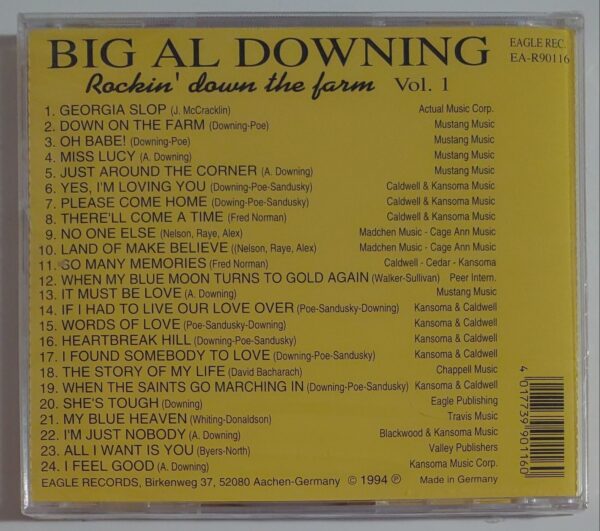 BIG AL DOWNING
EAGLE REC.
EA-R90116
Rockin' down the farm Vol. 1
1. GEORGIA SLOP (J. McCracklin) Actual Music Corp.
2. DOWN ON THE FARM (Downing-Poe) Mustang Music
3. OH BABE! (Downing-Poe) Mustang Music
4. MISS LUCY (A. Downing) Mustang Music
5. JUST AROUND THE CORNER (A. Downing) Mustang Music
6. YES, I'M LOVING YOU (Downing-Poe-Sandusky) Caldwell & Kansoma Music
7. PLEASE COME HOME (Dowing-Poe-Sandusky) Caldwell & Kansoma Music
8. THERE'LL COME A TIME (Fred Norman) Caldwell & Kansoma Music
9. NO ONE ELSE (Nelson, Raye, Alex) Madchen Music - Cage Ann Music
10. LAND OF MAKE BELIEVE ((Nelson, Raye, Alex) Madchen Music - Cage Ann Music
11. SO MANY MEMORIES (Fred Norman) Caldwell - Cedar - Kansoma
12. WHEN MY BLUE MOON TURNS TO GOLD AGAIN (Walker-Sullivan) Peer Intern.
13. IT MUST BE LOVE (A. Downing) Mustang Music
14. IF I HAD TO LIVE OUR LOVE OVER (Poe-Sandusky-Downing) Kansoma & Caldwell
15. WORDS OF LOVE (Poe-Sandusky-Downing) Kansoma & Caldwell
16. HEARTBREAK HILL (Downing-Poe-Sandusky) Kansoma & Caldwell
17. I FOUND SOMEBODY TO LOVE (Downing-Poe-Sandusky) Kansoma & Caldwell
18. THE STORY OF MY LIFE (David Bacharach) Chappell Music
19. WHEN THE SAINTS GO MARCHING IN (Downing-Poe-Sadusky) Kansoma & Caldwell
20. SHE'S TOUGH (Downing) Eagle Publishing
21. MY BLUE HEAVEN (Whiting-Donaldson) Travis Music
22. I'M JUST NOBODY (A. Downing) Blackwood & Kansoma Music
23. ALL I WANT IS YOU (Byers-North) Valley Publishers
24. I FEEL GOOD (A. Downing) Kansoma Music Corp.
EAGLE RECORDS, Birkenweg 37, 52080 Aachen-Germany © 1994 ℗ Made in Germany
4 017739 901160